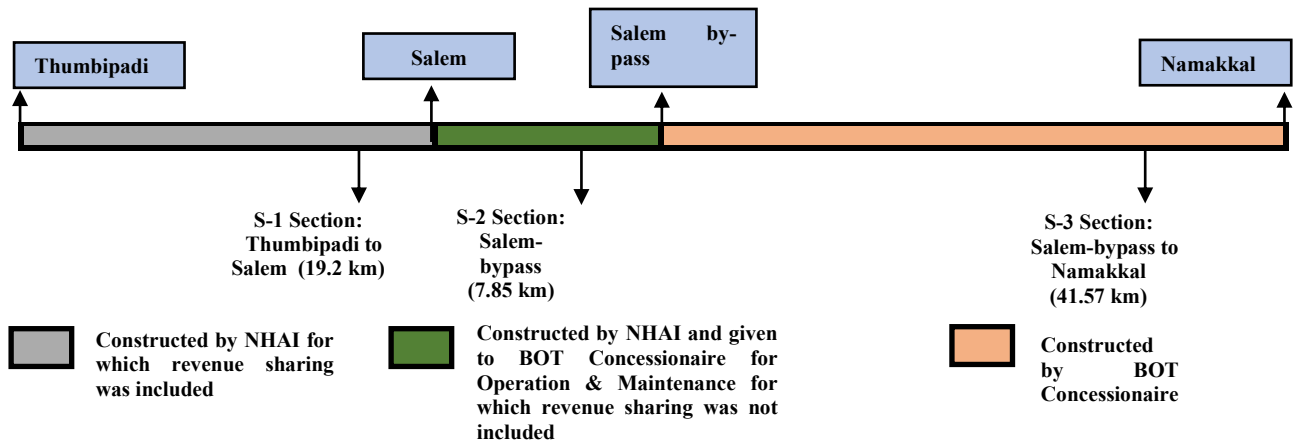 Thumbipadi
Salem
Salem by-
pass
Namakkal
S-1 Section:
Thumbipadi to
Salem (19.2 km)
S-2 Section:
Salem-
bypass
(7.85 km)
S-3 Section:
Salem-bypass to
Namakkal
(41.57 km)
Constructed by NHAI for
which revenue sharing
was included
Constructed by NHAI and given
to BOT Concessionaire for
Operation & Maintenance for
which revenue sharing was not
included
Constructed
by BOT
Concessionaire